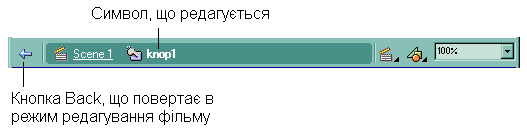 Символ, що редагується
Scene 1 knop1 100%
Кнопка Back, що повертає в
режим редагування фільму